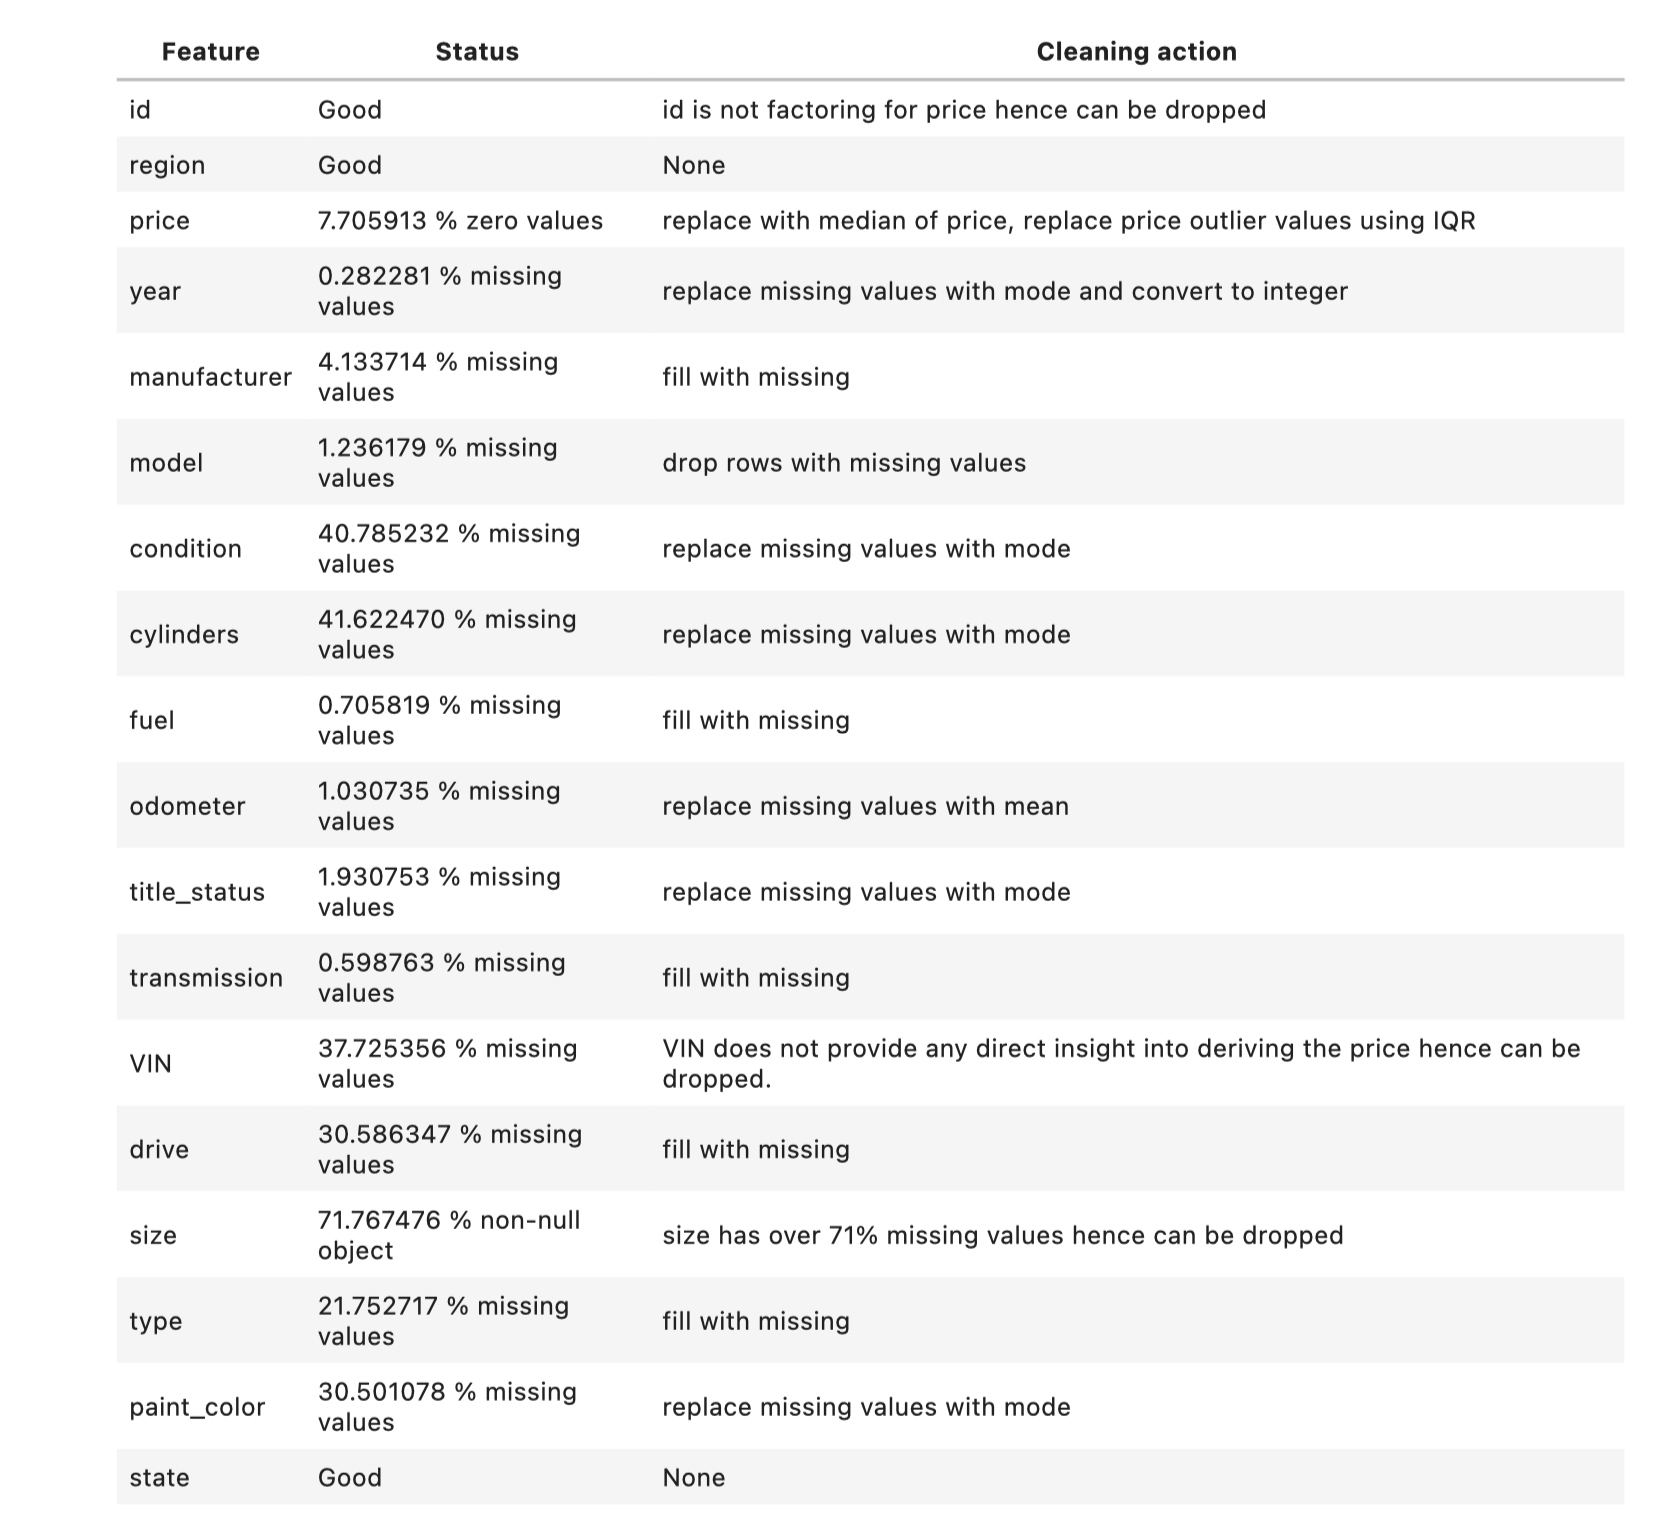 Feature Status Cleaning action
id Good id is not factoring for price hence can be dropped
region Good None
price 7.705913 % zero values replace with median of price, replace price outlier values using IQR
year 0.282281 % missing
values replace missing values with mode and convert to integer
manufacturer 4.133714 % missing
values fill with missing
model 1.236179 % missing
values drop rows with missing values
condition 40.785232 % missing
values replace missing values with mode
cylinders 41.622470 % missing
values replace missing values with mode
fuel 0.705819 % missing
values fill with missing
odometer 1.030735 % missing
values replace missing values with mean
title_status 1.930753 % missing
values replace missing values with mode
transmission 0.598763 % missing
values fill with missing
VIN 37.725356 % missing
values VIN does not provide any direct insight into deriving the price hence can be
dropped.
drive 30.586347 % missing
values fill with missing
size 71.767476 % non-null
object size has over 71% missing values hence can be dropped
type 21.752717 % missing
values fill with missing
paint_color 30.501078 % missing
values replace missing values with mode
state Good None